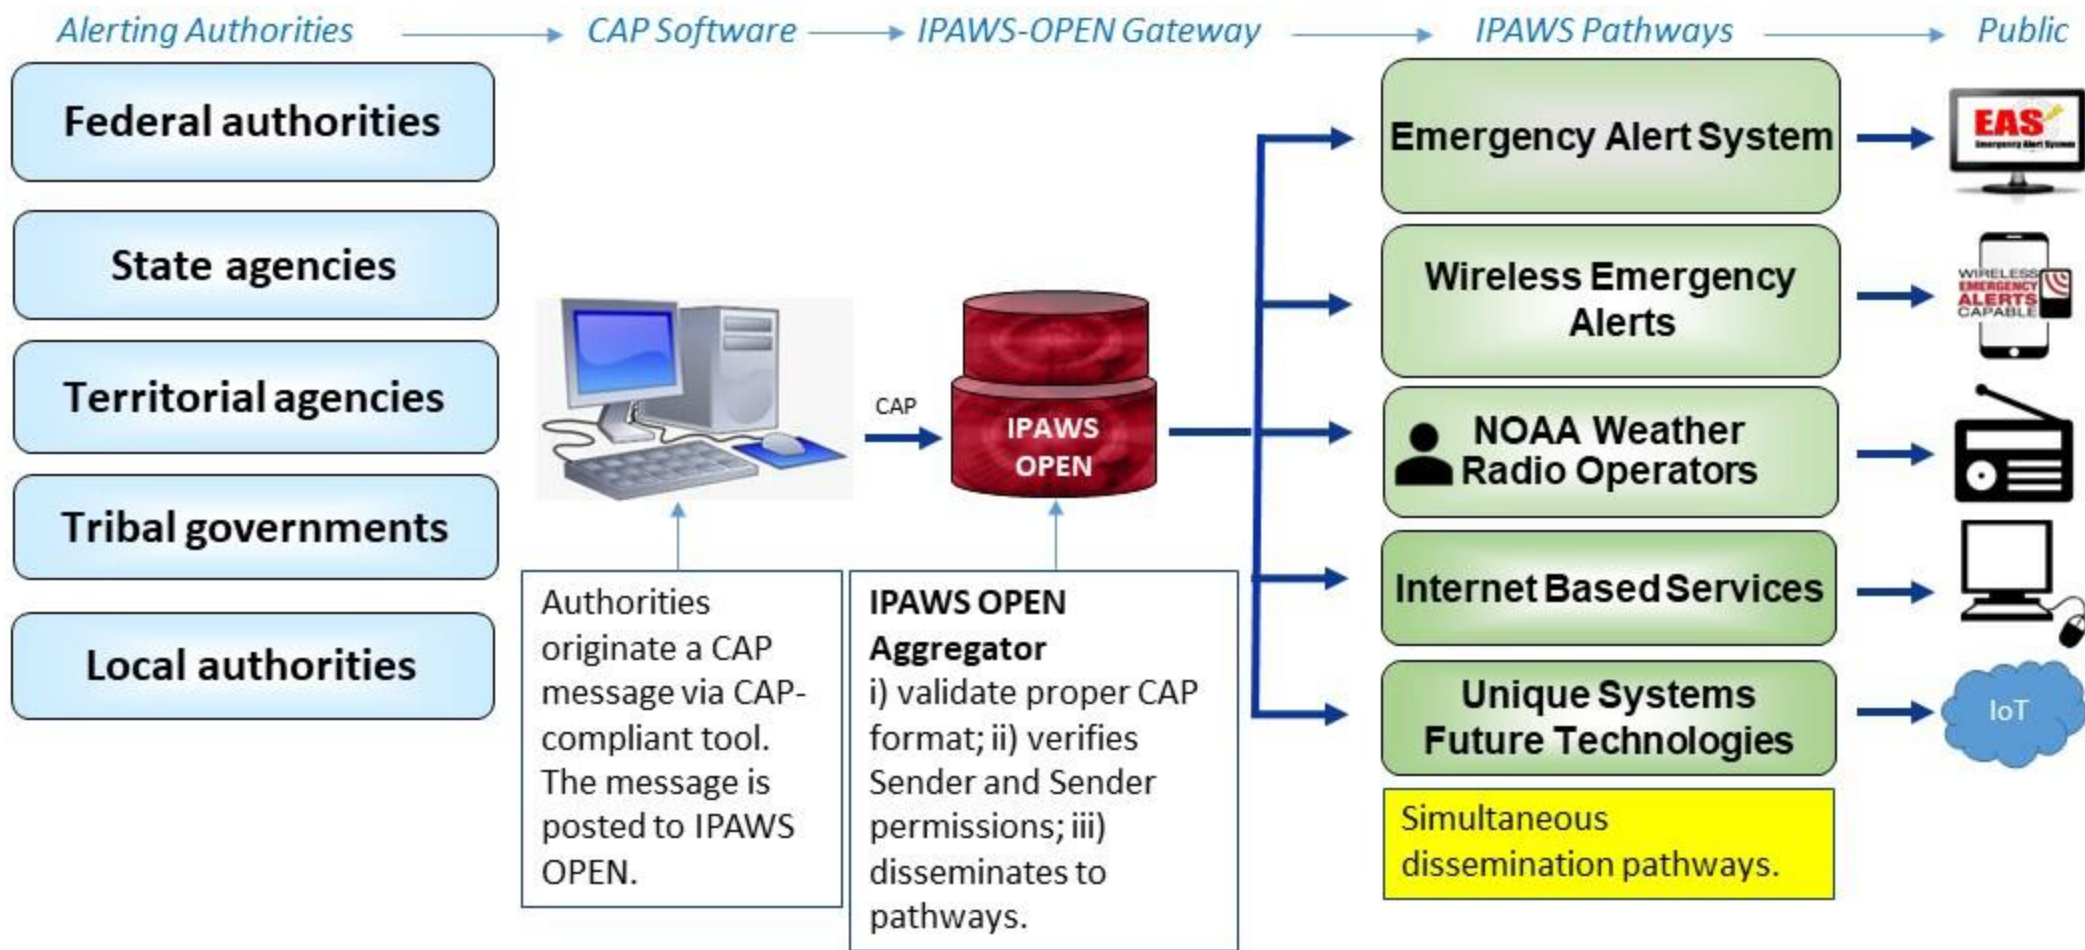 Alerting Authorities
CAP Software
IPAWS-OPEN Gateway
IPAWS Pathways
Public
Federal authorities
State agencies
Territorial agencies
Tribal governments
Local authorities
CAP
IPAWS
OPEN
Authorities
originate a CAP
message via CAP-
compliant tool.
The message is
posted to IPAWS
OPEN.
IPAWS OPEN
Aggregator
i) validate proper CAP
format; ii) verifies
Sender and Sender
permissions; iii)
disseminates to
pathways.
Emergency Alert System
Wireless Emergency
Alerts
NOAA Weather
Radio Operators
Internet Based Services
Unique Systems
Future Technologies
Simultaneous
dissemination pathways.
EAS
Emergency Alert System
WIRELESS
EMERGENCY
ALERTS
CAPABLE
IoT